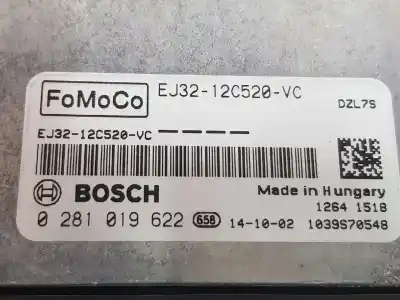 FoMoCo EJ32-12C520-VC DZL7S
EJ32-12C520-VC — — — —
BOSCH Made in Hungary
1264 1518
0 281 019 622 658 14-10-02 1039S70548